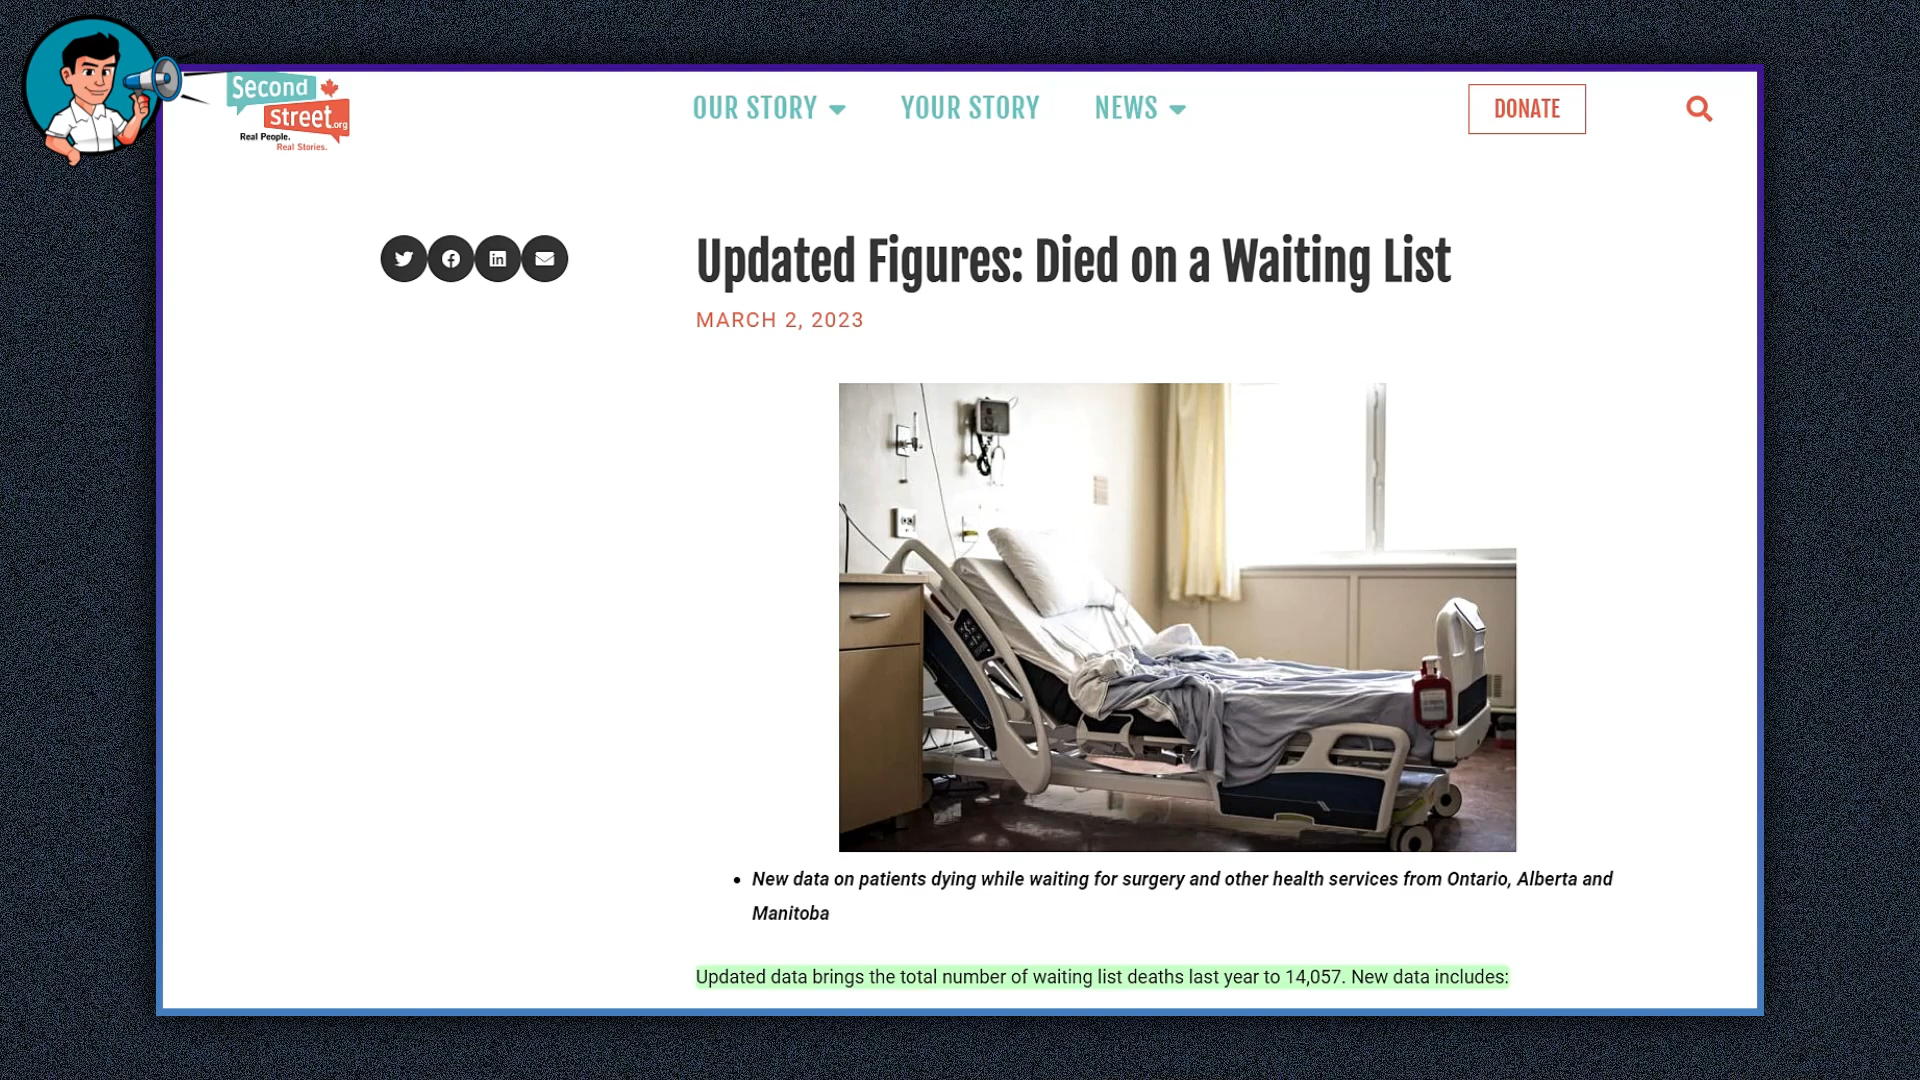 Second
Street.org
Real People.
Real Stories.
OUR STORY
YOUR STORY
NEWS
DONATE
Updated Figures: Died on a Waiting List
MARCH 2, 2023
New data on patients dying while waiting for surgery and other health services from Ontario, Alberta and
Manitoba
Updated data brings the total number of waiting list deaths last year to 14,057. New data includes: